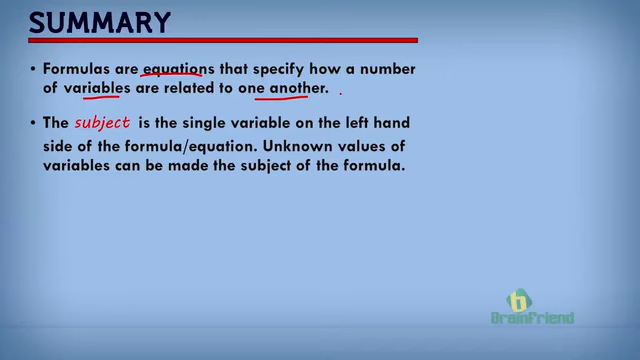 SUMMARY
• Formulas are equations that specify how a number
of variables are related to one another.
• The subject is the single variable on the left hand
side of the formula/equation. Unknown values of
variables can be made the subject of the formula.
b
Brainfriend